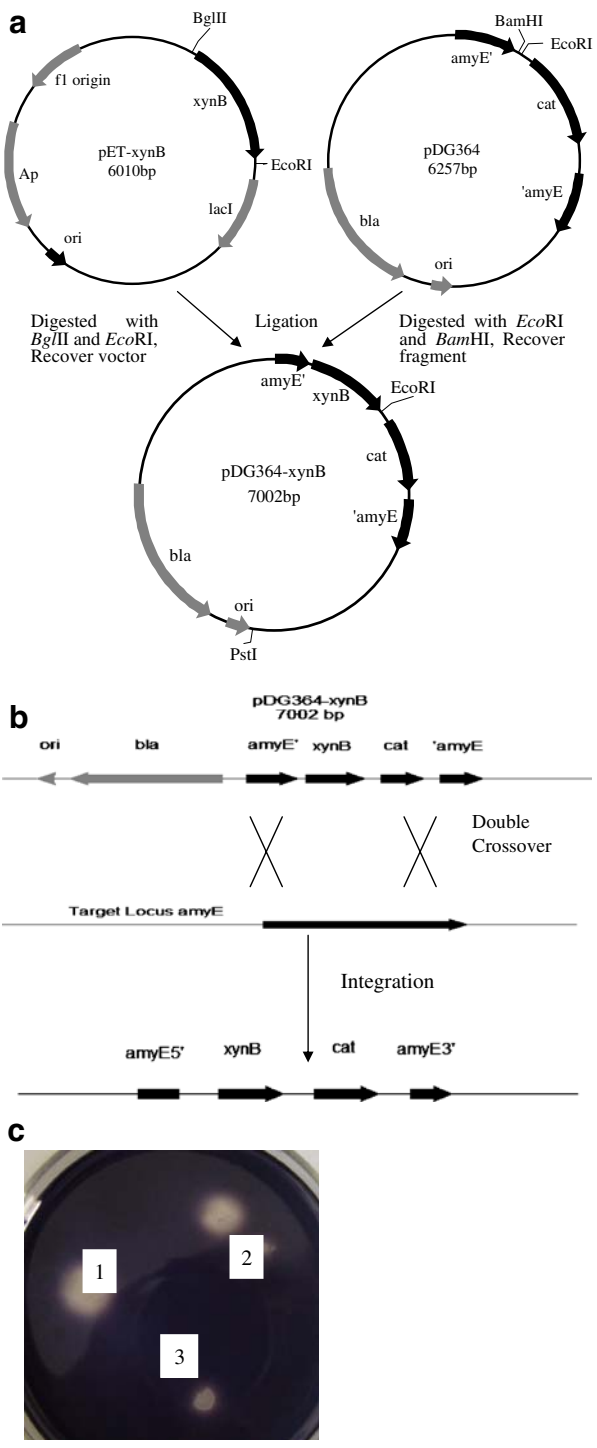 a
BglII
f1 origin
xynB
pET-xynB
6010bp
EcoRI
Ap
lacI
ori
BamHI
EcoRI
amyE'
cat
pDG364
6257bp
'amyE
bla
ori
Digested with
BglII and EcoRI,
Recover voctor
Ligation
Digested with EcoRI
and BamHI, Recover
fragment
amyE'
xynB
EcoRI
cat
pDG364-xynB
7002bp
'amyE
bla
ori
PstI
b
pDG364-xynB
7002 bp
ori bla amyE' xynB cat 'amyE
Double
Crossover
Target Locus amyE
Integration
amyE5' xynB cat amyE3'
c
1
2
3